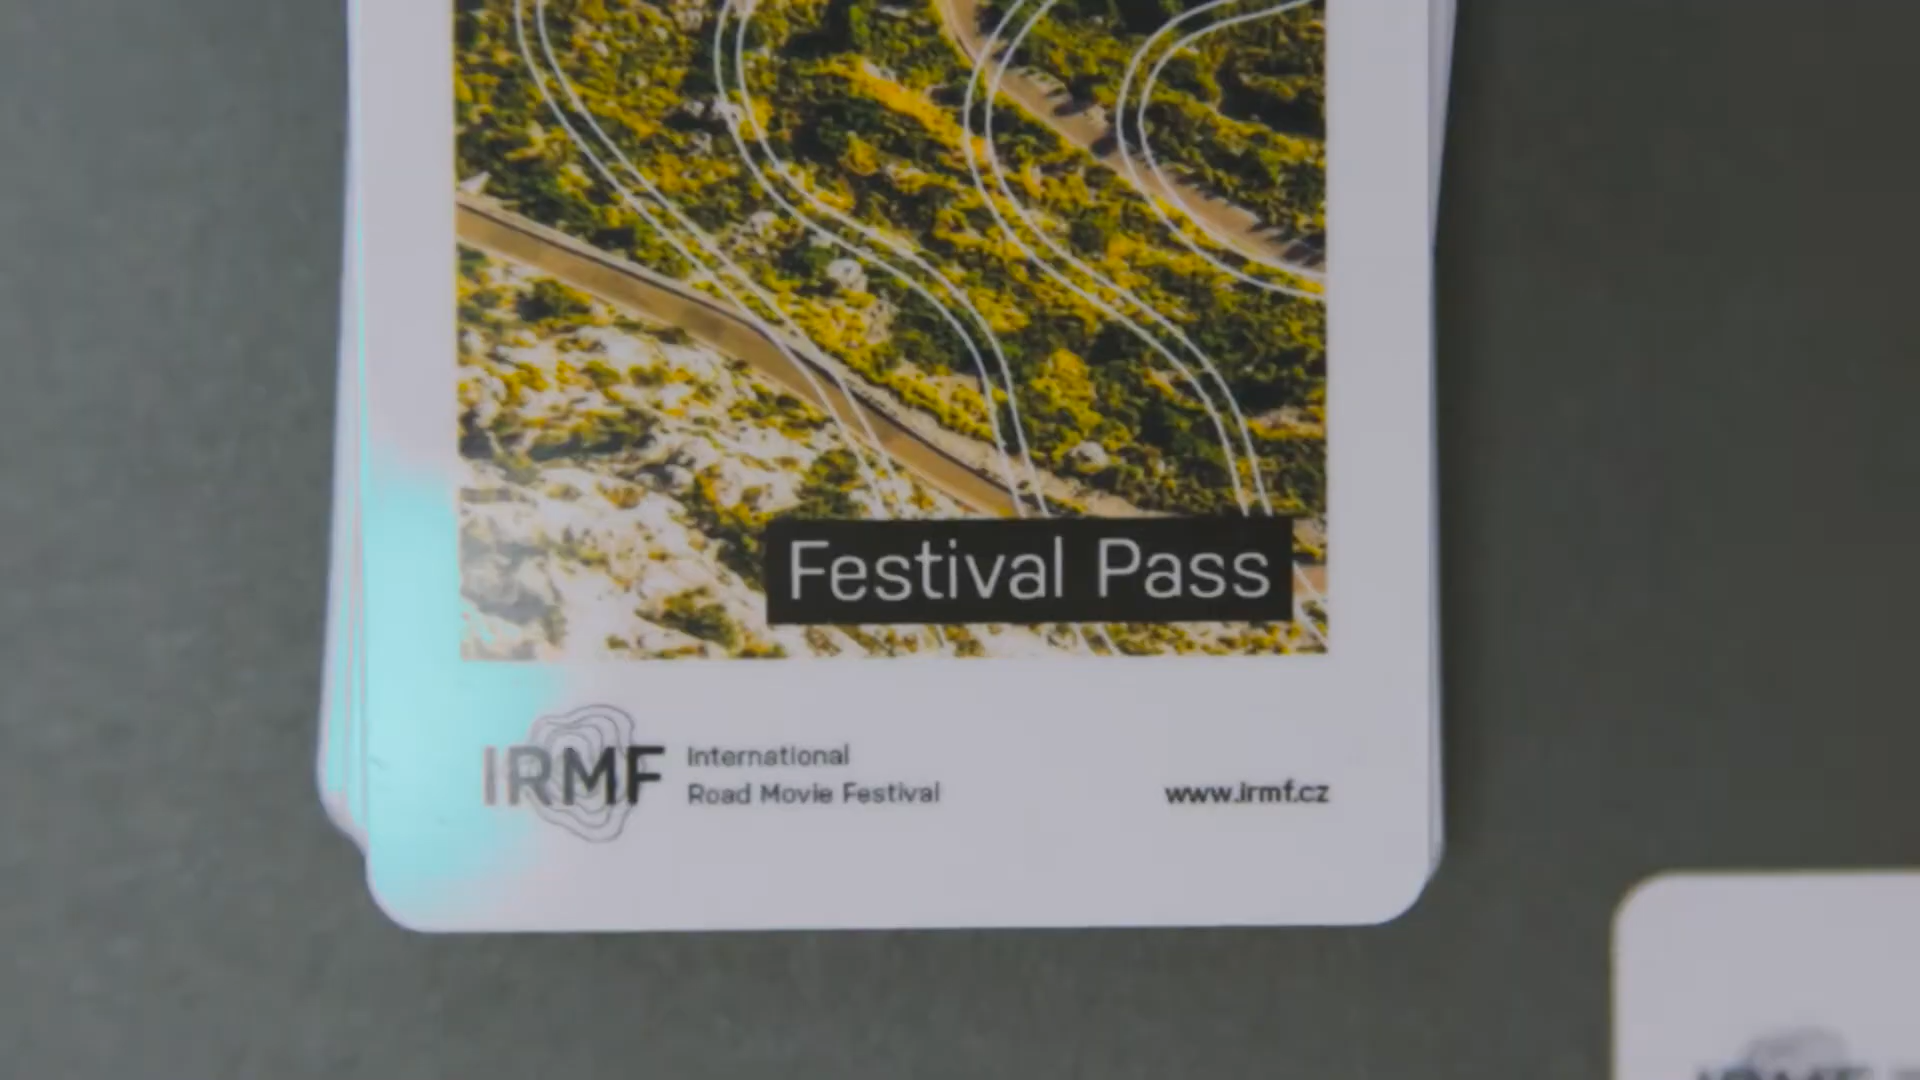 Festival Pass
IRMF
International
Road Movie Festival
www.irmf.cz